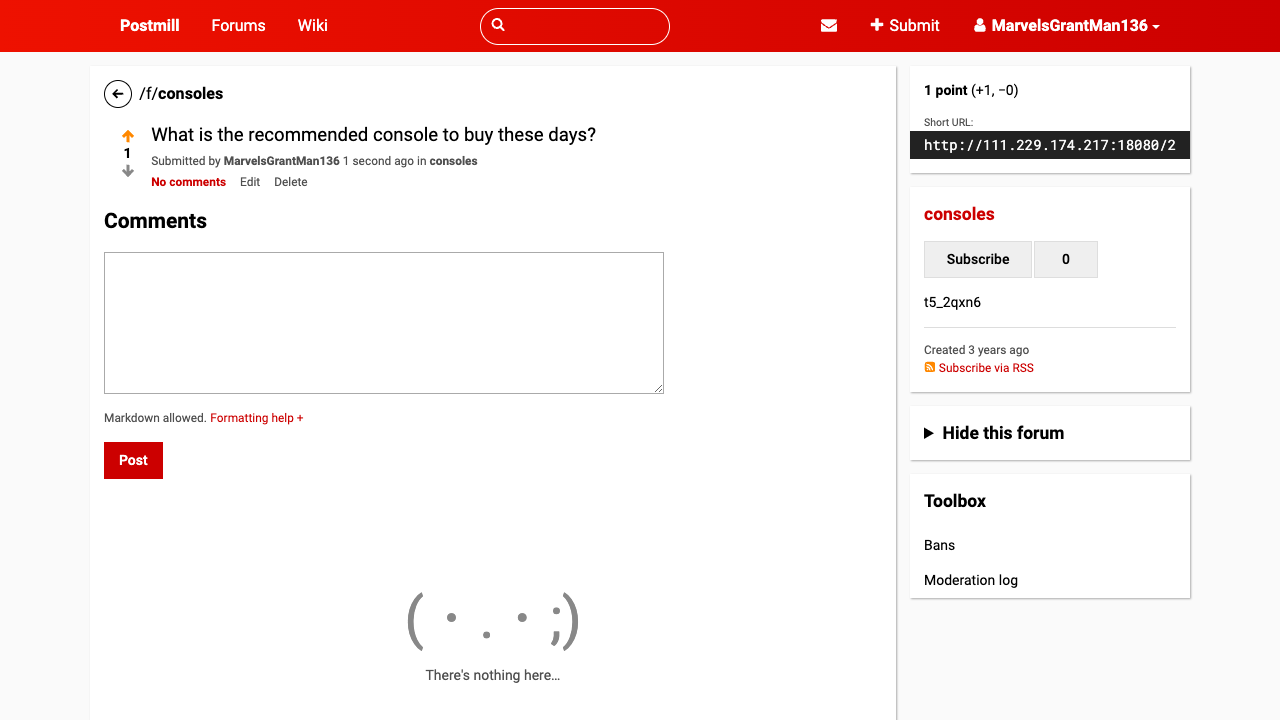 Postmill
Forums
Wiki
Submit
MarvelsGrantMan136
/f/consoles
1
What is the recommended console to buy these days?
Submitted by MarvelsGrantMan136 1 second ago in consoles
No comments
Edit
Delete
Comments
Markdown allowed. Formatting help +
Post
( ・ . ・ ;)
There's nothing here…
1 point (+1, −0)
Short URL:
http://111.229.174.217:18080/2
consoles
Subscribe
0
t5_2qxn6
Created 3 years ago
Subscribe via RSS
Hide this forum
Toolbox
Bans
Moderation log